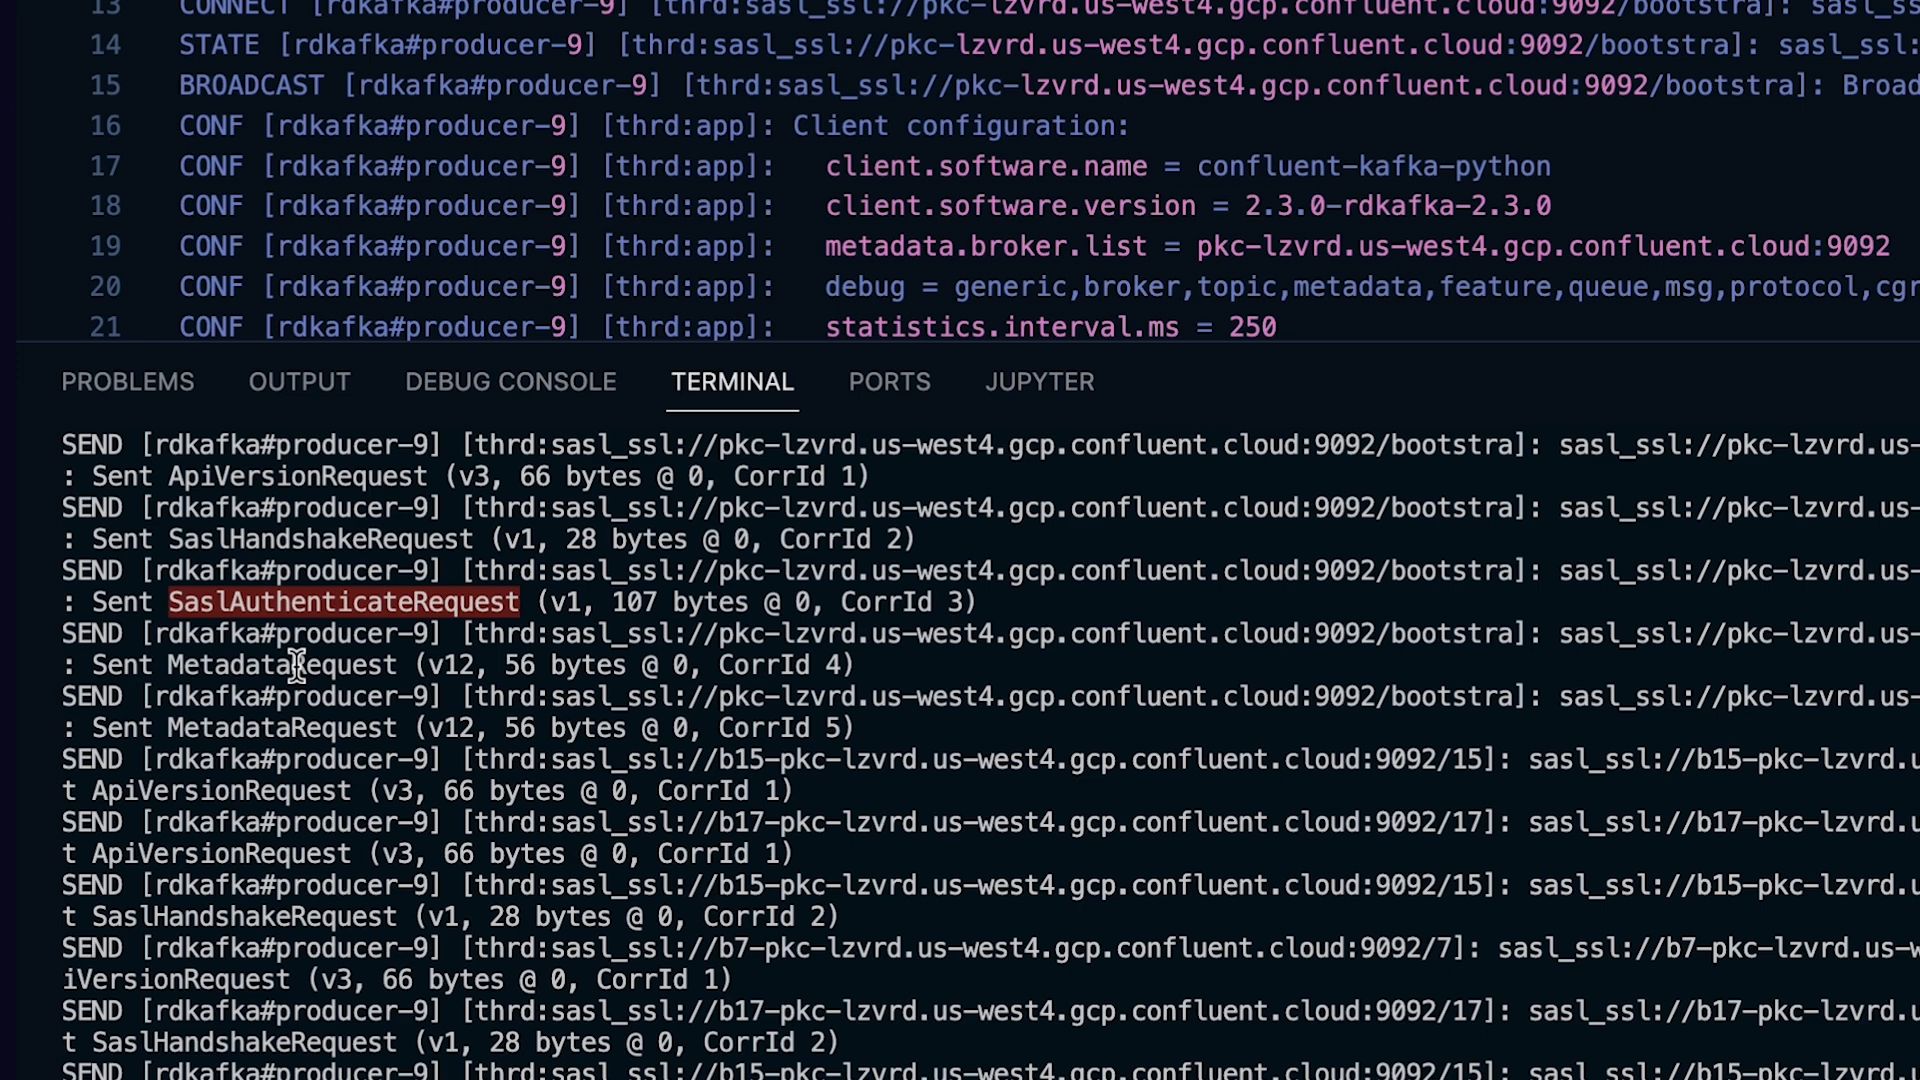 13 CONNECT [rdkafka#producer-9] [thrd:sasl_ssl://pkc-lzvrd.us-west4.gcp.confluent.cloud:9092/bootstra]: sasl_ssl
14 STATE [rdkafka#producer-9] [thrd:sasl_ssl://pkc-lzvrd.us-west4.gcp.confluent.cloud:9092/bootstra]: sasl_ssl:
15 BROADCAST [rdkafka#producer-9] [thrd:sasl_ssl://pkc-lzvrd.us-west4.gcp.confluent.cloud:9092/bootstra]: Broad
16 CONF [rdkafka#producer-9] [thrd:app]: Client configuration:
17 CONF [rdkafka#producer-9] [thrd:app]: client.software.name = confluent-kafka-python
18 CONF [rdkafka#producer-9] [thrd:app]: client.software.version = 2.3.0-rdkafka-2.3.0
19 CONF [rdkafka#producer-9] [thrd:app]: metadata.broker.list = pkc-lzvrd.us-west4.gcp.confluent.cloud:9092
20 CONF [rdkafka#producer-9] [thrd:app]: debug = generic,broker,topic,metadata,feature,queue,msg,protocol,cgr
21 CONF [rdkafka#producer-9] [thrd:app]: statistics.interval.ms = 250
PROBLEMS OUTPUT DEBUG CONSOLE TERMINAL PORTS JUPYTER
SEND [rdkafka#producer-9] [thrd:sasl_ssl://pkc-lzvrd.us-west4.gcp.confluent.cloud:9092/bootstra]: sasl_ssl://pkc-lzvrd.us-
: Sent ApiVersionRequest (v3, 66 bytes @ 0, CorrId 1)
SEND [rdkafka#producer-9] [thrd:sasl_ssl://pkc-lzvrd.us-west4.gcp.confluent.cloud:9092/bootstra]: sasl_ssl://pkc-lzvrd.us-
: Sent SaslHandshakeRequest (v1, 28 bytes @ 0, CorrId 2)
SEND [rdkafka#producer-9] [thrd:sasl_ssl://pkc-lzvrd.us-west4.gcp.confluent.cloud:9092/bootstra]: sasl_ssl://pkc-lzvrd.us-
: Sent SaslAuthenticateRequest (v1, 107 bytes @ 0, CorrId 3)
SEND [rdkafka#producer-9] [thrd:sasl_ssl://pkc-lzvrd.us-west4.gcp.confluent.cloud:9092/bootstra]: sasl_ssl://pkc-lzvrd.us-
: Sent MetadataRequest (v12, 56 bytes @ 0, CorrId 4)
SEND [rdkafka#producer-9] [thrd:sasl_ssl://pkc-lzvrd.us-west4.gcp.confluent.cloud:9092/bootstra]: sasl_ssl://pkc-lzvrd.us-
: Sent MetadataRequest (v12, 56 bytes @ 0, CorrId 5)
SEND [rdkafka#producer-9] [thrd:sasl_ssl://b15-pkc-lzvrd.us-west4.gcp.confluent.cloud:9092/15]: sasl_ssl://b15-pkc-lzvrd.u
t ApiVersionRequest (v3, 66 bytes @ 0, CorrId 1)
SEND [rdkafka#producer-9] [thrd:sasl_ssl://b17-pkc-lzvrd.us-west4.gcp.confluent.cloud:9092/17]: sasl_ssl://b17-pkc-lzvrd.u
t ApiVersionRequest (v3, 66 bytes @ 0, CorrId 1)
SEND [rdkafka#producer-9] [thrd:sasl_ssl://b15-pkc-lzvrd.us-west4.gcp.confluent.cloud:9092/15]: sasl_ssl://b15-pkc-lzvrd.u
t SaslHandshakeRequest (v1, 28 bytes @ 0, CorrId 2)
SEND [rdkafka#producer-9] [thrd:sasl_ssl://b7-pkc-lzvrd.us-west4.gcp.confluent.cloud:9092/7]: sasl_ssl://b7-pkc-lzvrd.us-w
iVersionRequest (v3, 66 bytes @ 0, CorrId 1)
SEND [rdkafka#producer-9] [thrd:sasl_ssl://b17-pkc-lzvrd.us-west4.gcp.confluent.cloud:9092/17]: sasl_ssl://b17-pkc-lzvrd.u
t SaslHandshakeRequest (v1, 28 bytes @ 0, CorrId 2)
SEND [rdkafka#producer-9] [thrd:sasl_ssl://b15-pkc-lzvrd.us-west4.gcp.confluent.cloud:9092/15]: sasl_ssl://b15-pkc-lzvrd.u